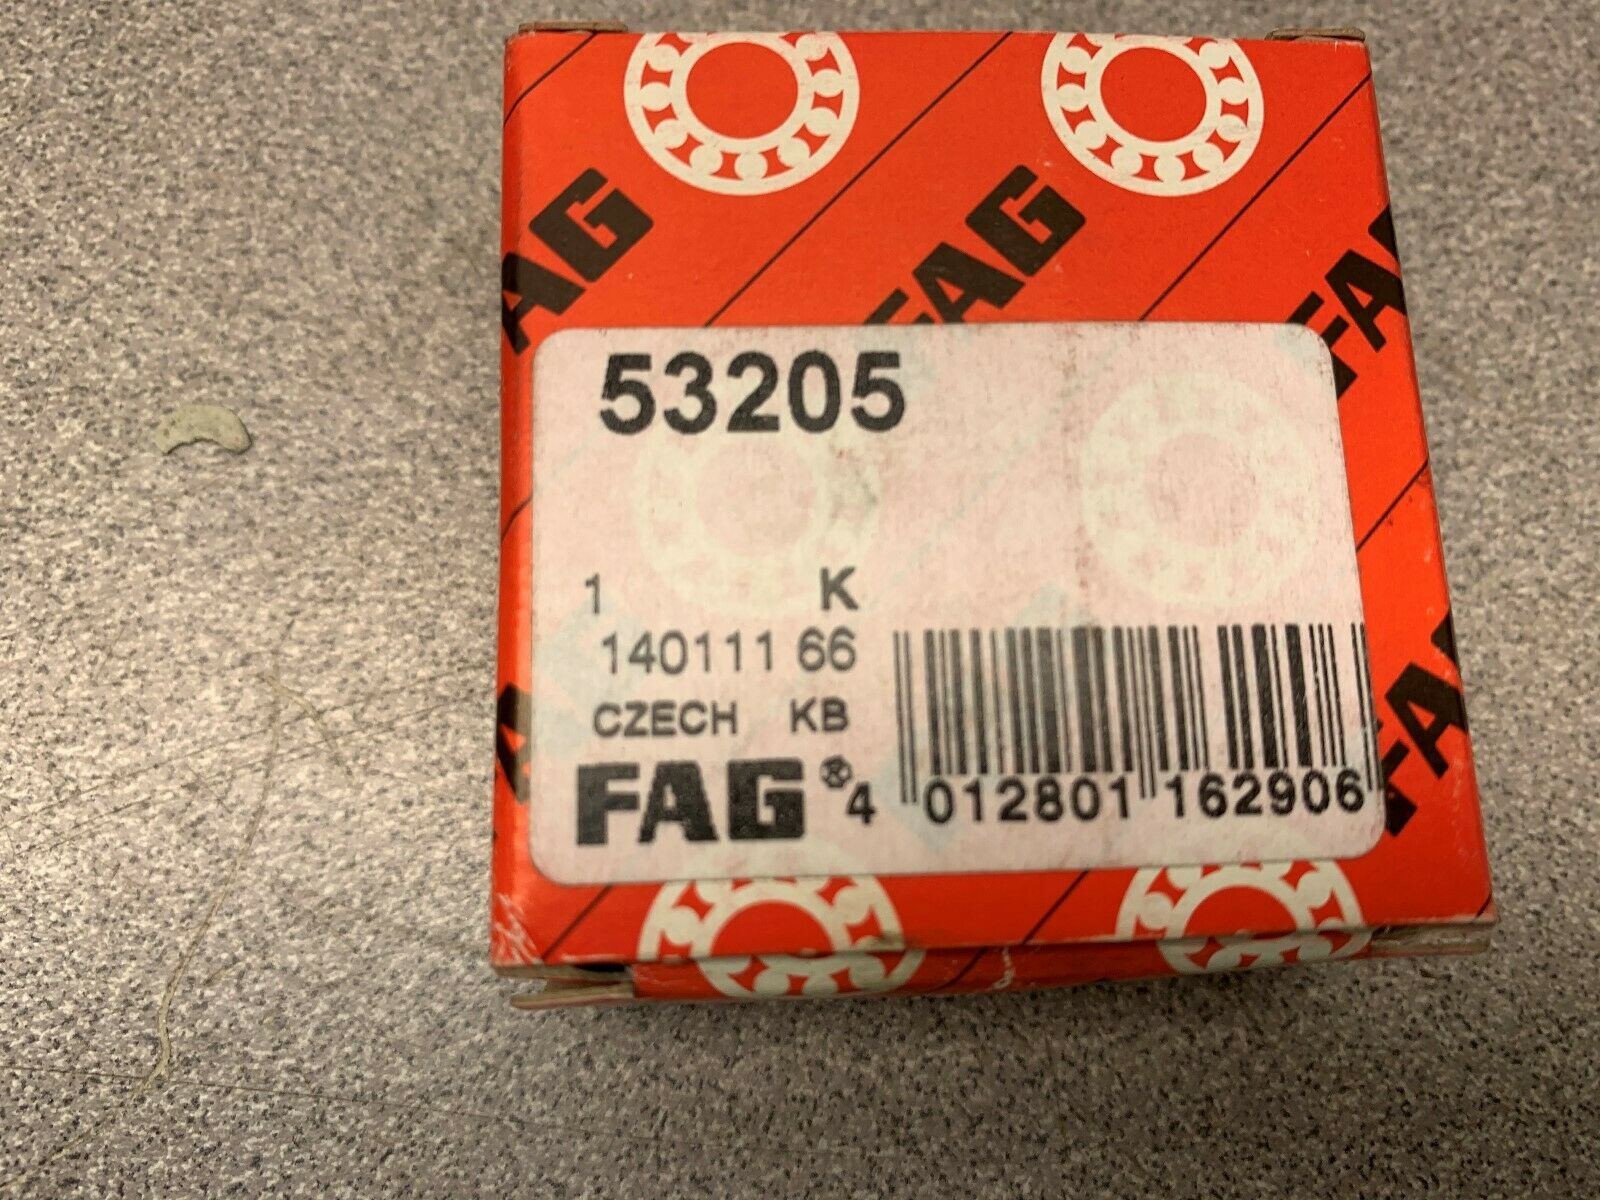 FAG
FAG
FAG
53205
1 K
140111 66
CZECH KB
FAG ® 4 012801 162906
FAG